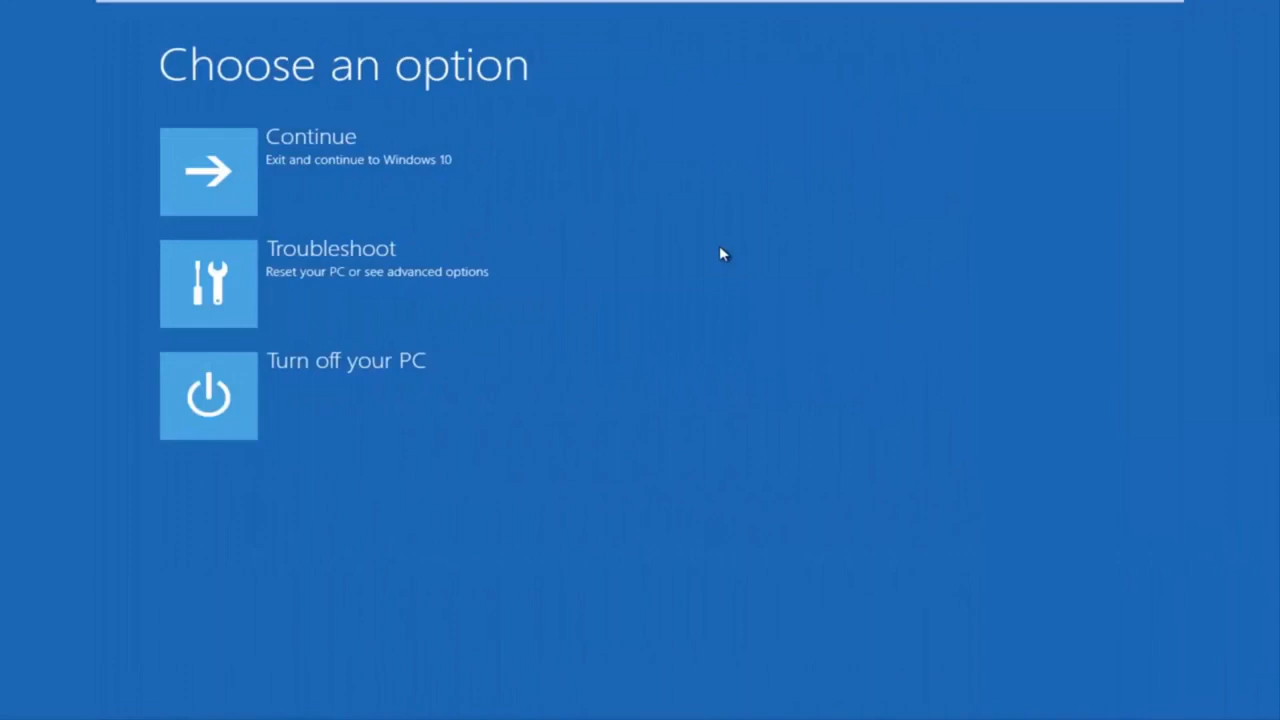 Choose an option
Continue
Exit and continue to Windows 10
Troubleshoot
Reset your PC or see advanced options
Turn off your PC